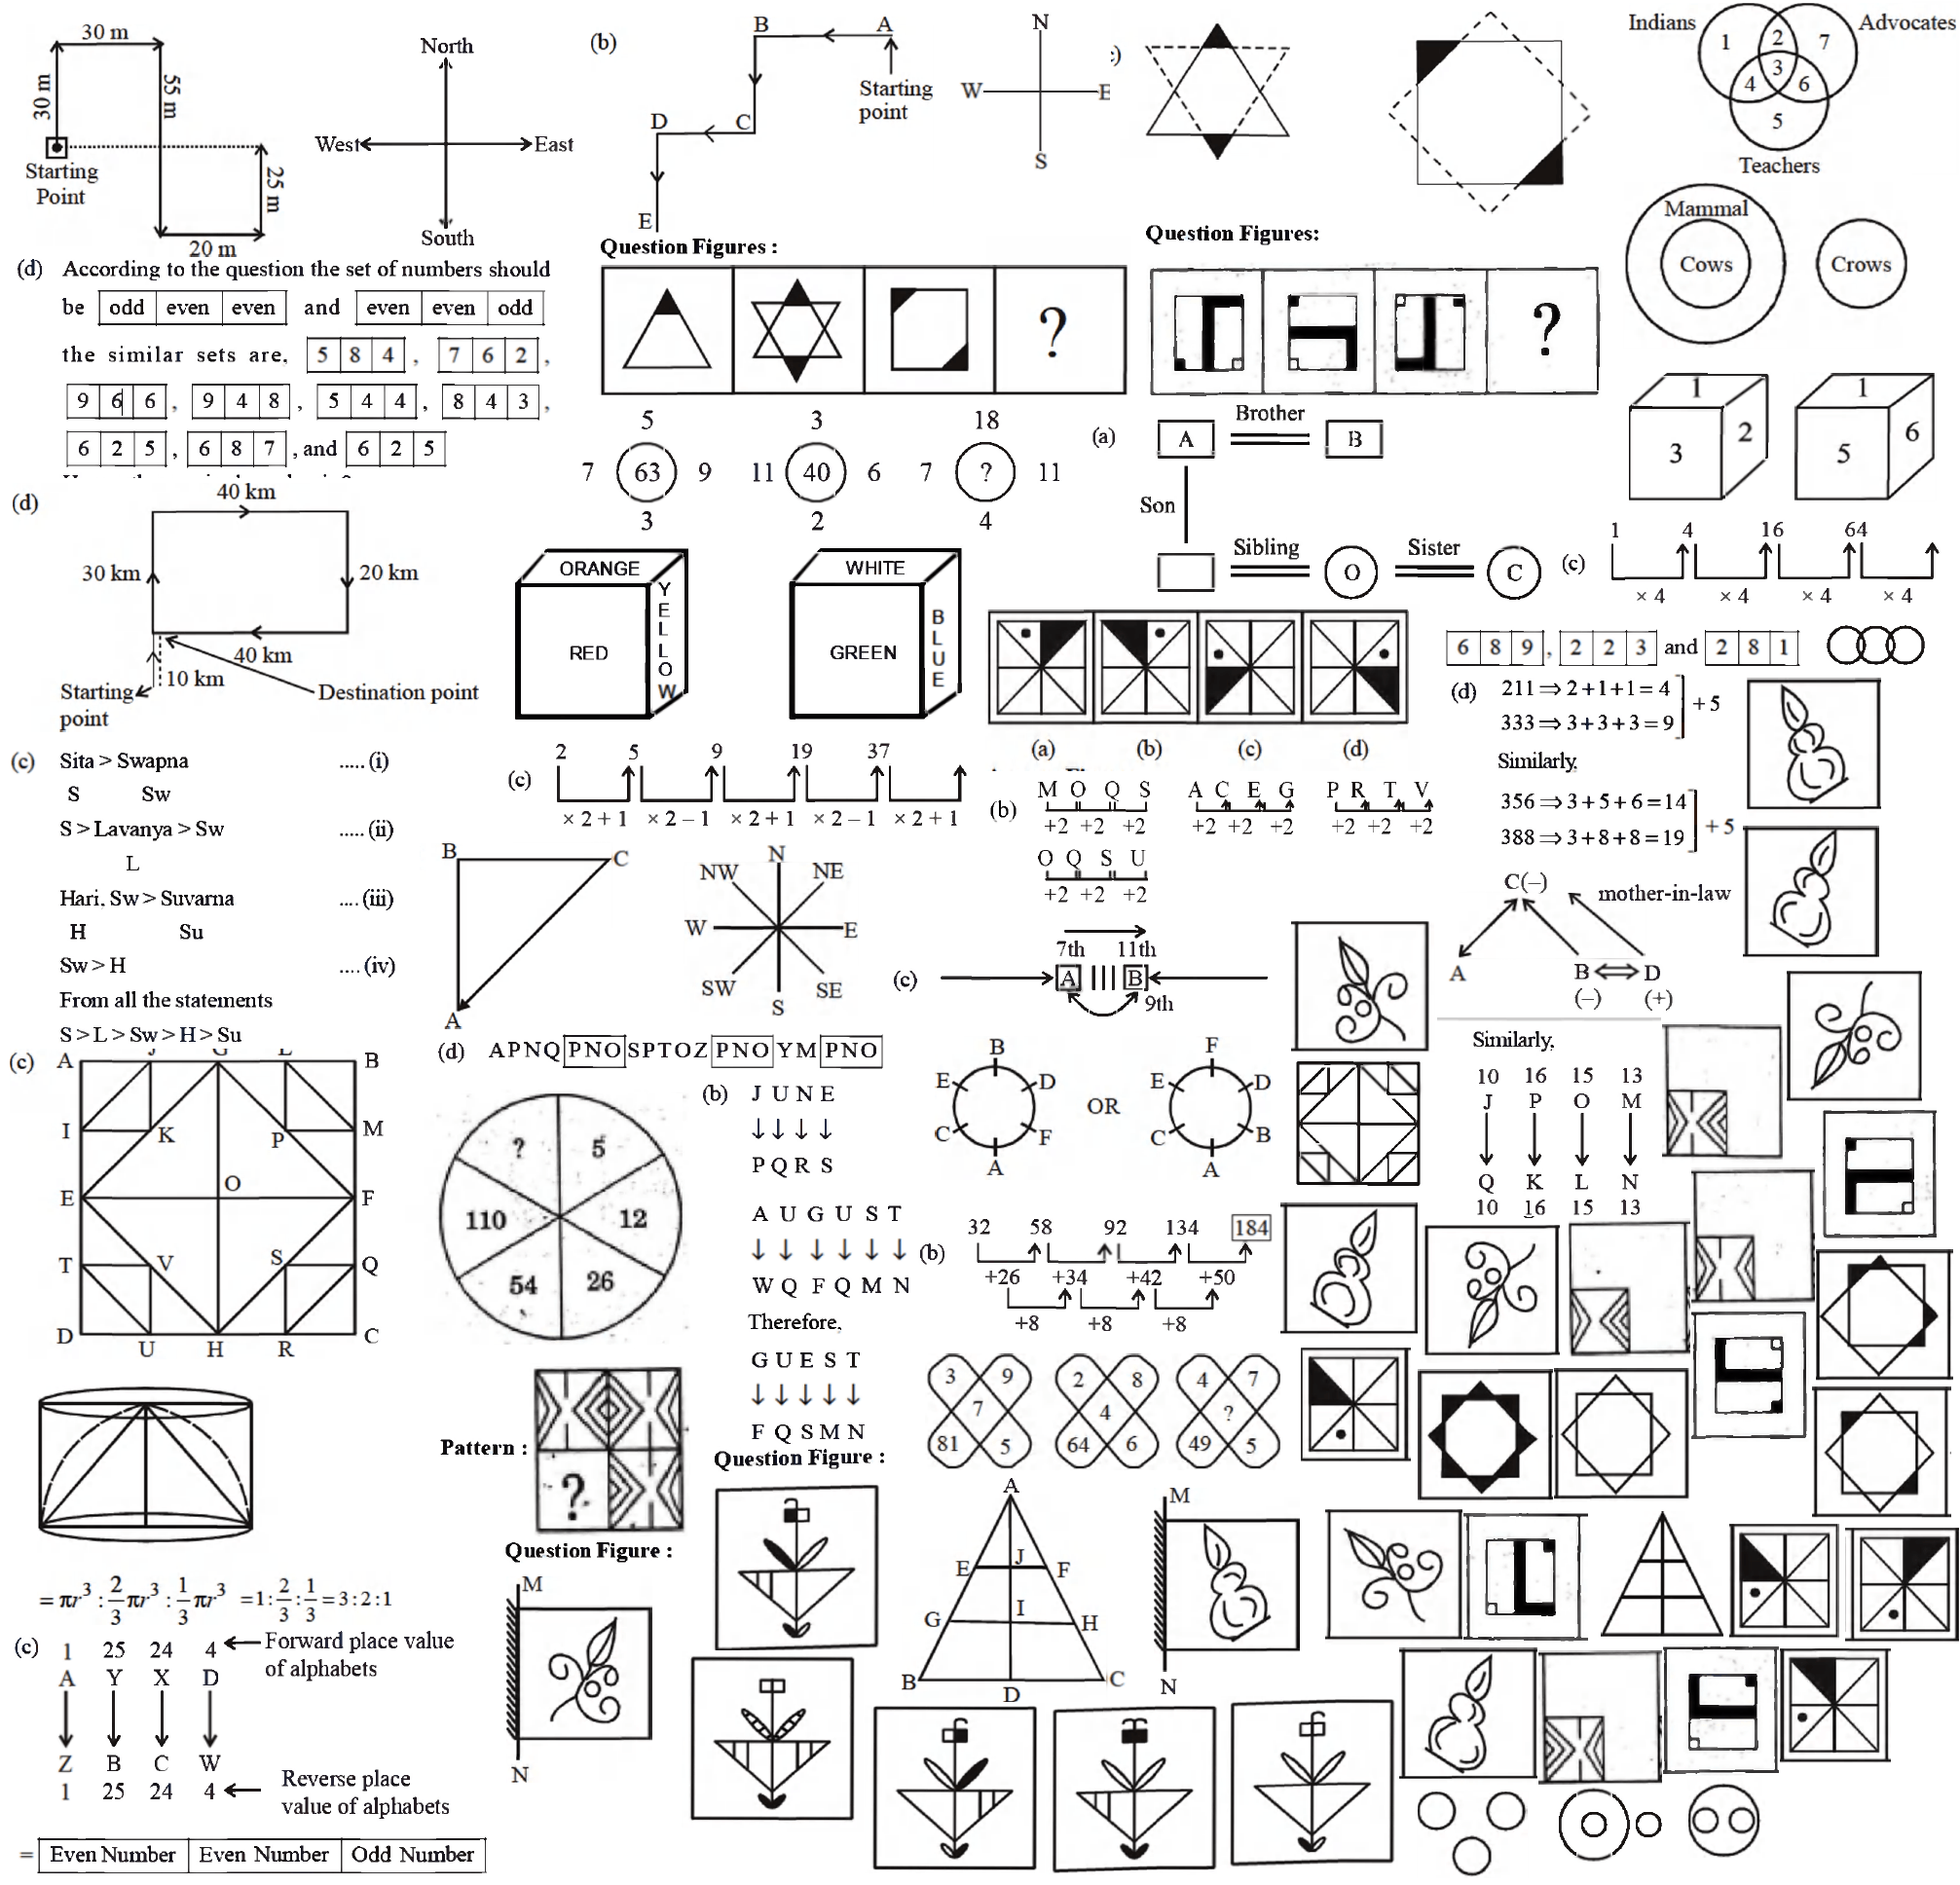 30 m
30 m
55 m
Starting
Point
25 m
20 m
North
West
East
South
(b)
B
A
Starting
point
D
C
E
N
W
E
S
Indians
Advocates
1
2
7
3
4
6
5
Teachers
Mammal
Cows
Crows
(d) According to the question the set of numbers should
be odd even even and even even odd
the similar sets are, 5 8 4 , 7 6 2 ,
9 6 6 , 9 4 8 , 5 4 4 , 8 4 3 ,
6 2 5 , 6 8 7 , and 6 2 5
Question Figures :
?
Question Figures:
?
5 3 18
7 63 9 11 40 6 7 ? 11
3 2 4
(a) A Brother B
Son
Sibling O Sister C
1
3 2
1
5 6
(c) 1 4 16 64
× 4 × 4 × 4 × 4
(d) 40 km
30 km 20 km
40 km
10 km
Starting
point
Destination point
ORANGE
RED
YELLOW
WHITE
GREEN
BLUE
(a) (b) (c) (d)
6 8 9 , 2 2 3 and 2 8 1
(d) 211 ⇒ 2 + 1 + 1 = 4
333 ⇒ 3 + 3 + 3 = 9
+ 5
Similarly,
356 ⇒ 3 + 5 + 6 = 14
388 ⇒ 3 + 8 + 8 = 19
+ 5
(c) Sita > Swapna ..... (i)
S Sw
S > Lavanya > Sw ..... (ii)
L
Hari, Sw > Suvarna .... (iii)
H Su
Sw > H .... (iv)
From all the statements
S > L > Sw > H > Su
(c) 2 5 9 19 37
× 2 + 1 × 2 – 1 × 2 + 1 × 2 – 1 × 2 + 1
(b) M O Q S A C E G P R T V
+2 +2 +2 +2 +2 +2 +2 +2 +2
O Q S U
+2 +2 +2
B C
A
N
NW NE
W E
SW SE
S
(c) 7th 11th
A B
9th
C(–) mother-in-law
A B D
(–) (+)
(d) A P N Q PNO S P T O Z PNO Y M PNO
(c) A G B
I K P M
E O F
T V S Q
D U H R C
? 5
110 12
54 26
(b) J U N E
P Q R S
A U G U S T
W Q F Q M N
Therefore,
G U E S T
F Q S M N
B
E D
C F
A
OR
F
E D
C B
A
Similarly,
10 16 15 13
J P O M
Q K L N
10 16 15 13
(b) 32 58 92 134 184
+26 +34 +42 +50
+8 +8 +8
3 9
7
81 5
2 8
4
64 6
4 7
?
49 5
Pattern :
?
Question Figure :
Question Figure :
M
N
A
E J F
G I H
B D C
M
N
= πr³ : 2/3 πr³ : 1/3 πr³ = 1 : 2/3 : 1/3 = 3 : 2 : 1
(c) 1 25 24 4 Forward place value
of alphabets
A Y X D
Z B C W
1 25 24 4 Reverse place
value of alphabets
= Even Number Even Number Odd Number